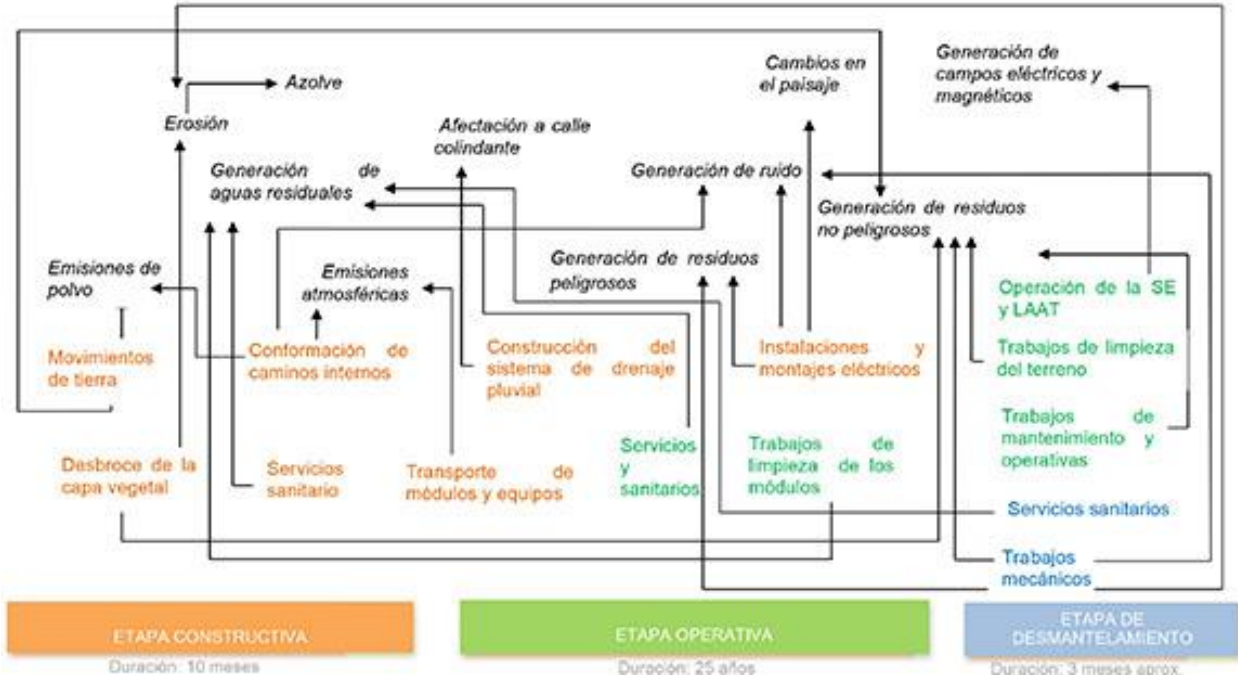 Generación de
campos eléctricos y
magnéticos
Cambios en
el paisaje
Azolve
Erosión
Afectación a calle
colindante
Generación de
aguas residuales
Generación de ruido
Generación de residuos
no peligrosos
Emisiones de
polvo
Emisiones
atmosféricas
Generación de residuos
peligrosos
Operación de la SE
y LAAT
Movimientos
de tierra
Conformación de
caminos internos
Construcción del
sistema de drenaje
pluvial
Instalaciones y
montajes eléctricos
Trabajos de limpieza
del terreno
Trabajos de
mantenimiento y
operativas
Desbroce de la
capa vegetal
Servicios
sanitario
Transporte de
módulos y equipos
Servicios
y
sanitarios
Trabajos de
limpieza de los
módulos
Servicios sanitarios
Trabajos
mecánicos
ETAPA CONSTRUCTIVA
ETAPA OPERATIVA
ETAPA DE
DESMANTELAMIENTO
Duración: 10 meses
Duración: 25 años
Duración: 3 meses aprox.